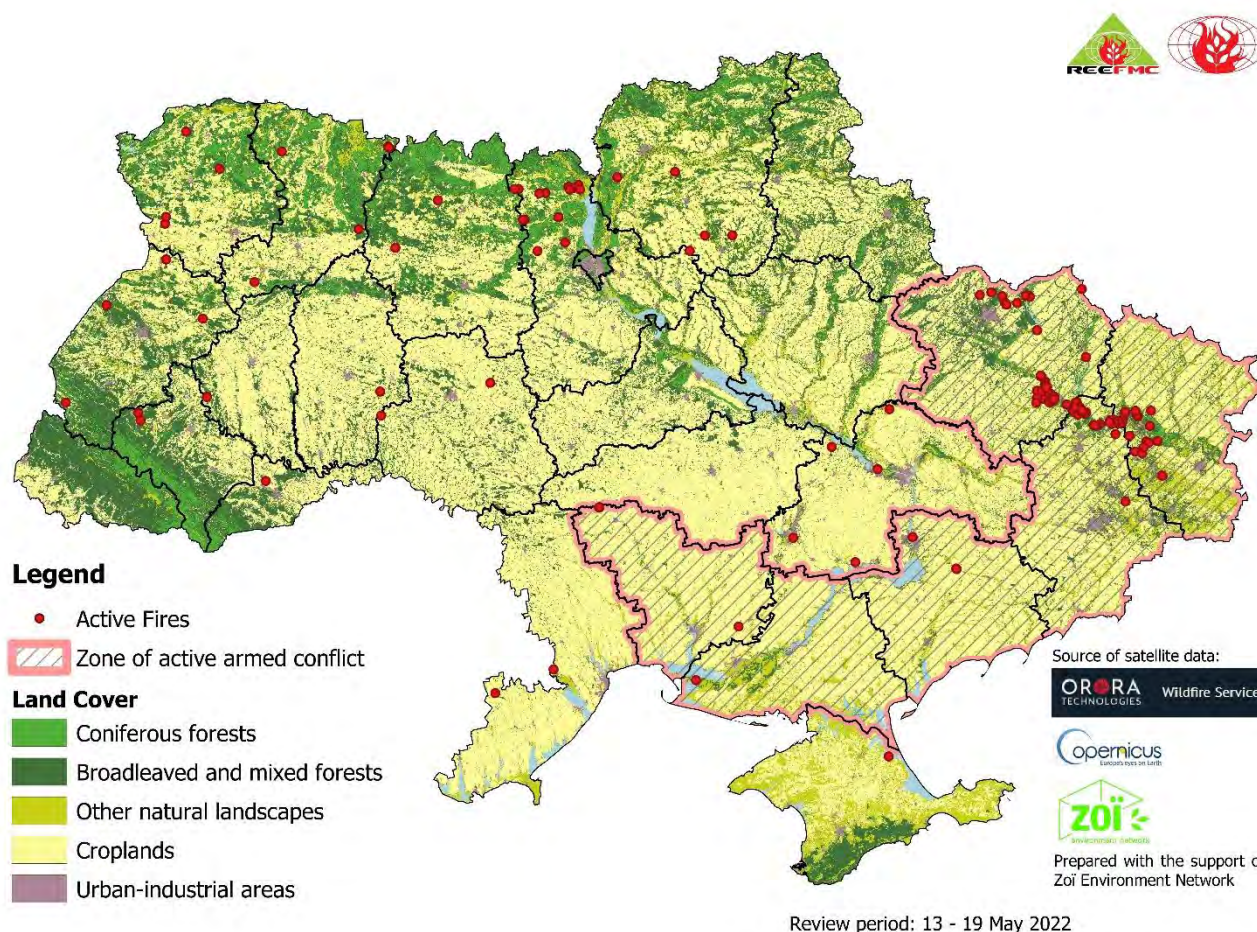 REEFMC
Legend
Active Fires
Zone of active armed conflict
Land Cover
Coniferous forests
Broadleaved and mixed forests
Other natural landscapes
Croplands
Urban-industrial areas
Source of satellite data:
ORORA
TECHNOLOGIES
Wildfire Service
opernicus
Europe's eyes on Earth
zoï
environment network
Prepared with the support o
Zoï Environment Network
Review period: 13 - 19 May 2022